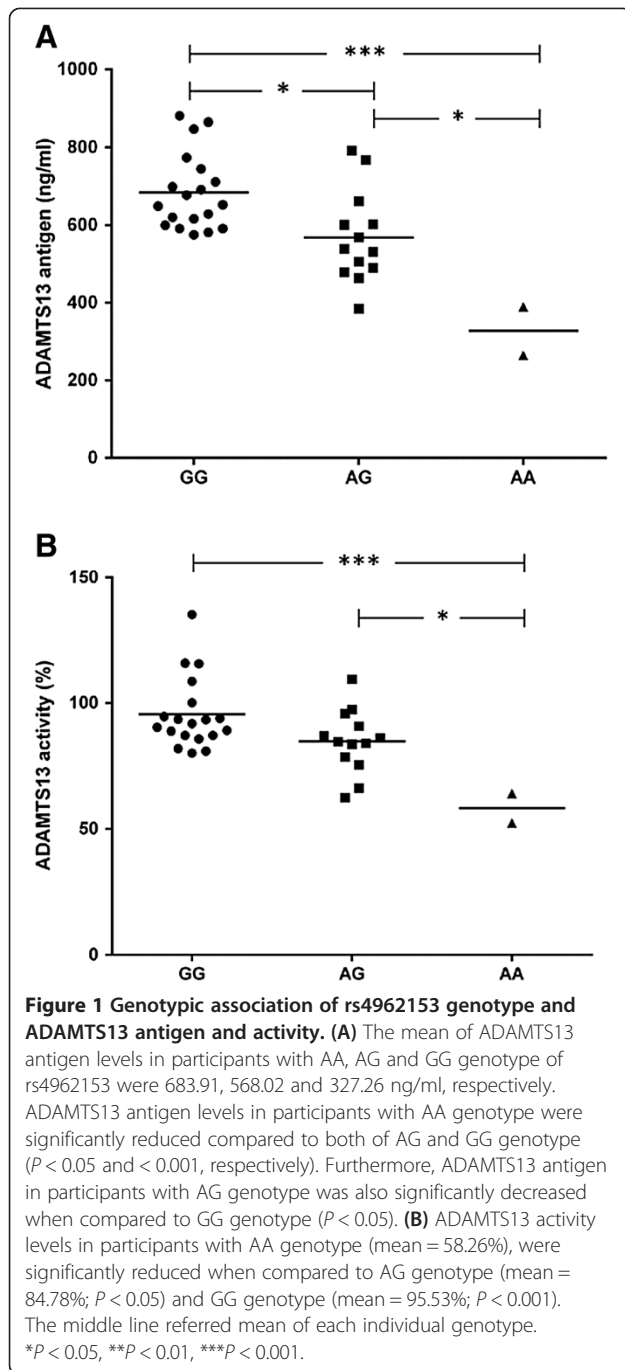 A
***
*
*
1000
800
600
400
200
0
ADAMTS13 antigen (ng/ml)
GG
AG
AA
B
***
*
150
100
50
0
ADAMTS13 activity (%)
GG
AG
AA
Figure 1 Genotypic association of rs4962153 genotype and
ADAMTS13 antigen and activity. (A) The mean of ADAMTS13
antigen levels in participants with AA, AG and GG genotype of
rs4962153 were 683.91, 568.02 and 327.26 ng/ml, respectively.
ADAMTS13 antigen levels in participants with AA genotype were
significantly reduced compared to both of AG and GG genotype
(P < 0.05 and < 0.001, respectively). Furthermore, ADAMTS13 antigen
in participants with AG genotype was also significantly decreased
when compared to GG genotype (P < 0.05). (B) ADAMTS13 activity
levels in participants with AA genotype (mean = 58.26%), were
significantly reduced when compared to AG genotype (mean =
84.78%; P < 0.05) and GG genotype (mean = 95.53%; P < 0.001).
The middle line referred mean of each individual genotype.
*P < 0.05, **P < 0.01, ***P < 0.001.